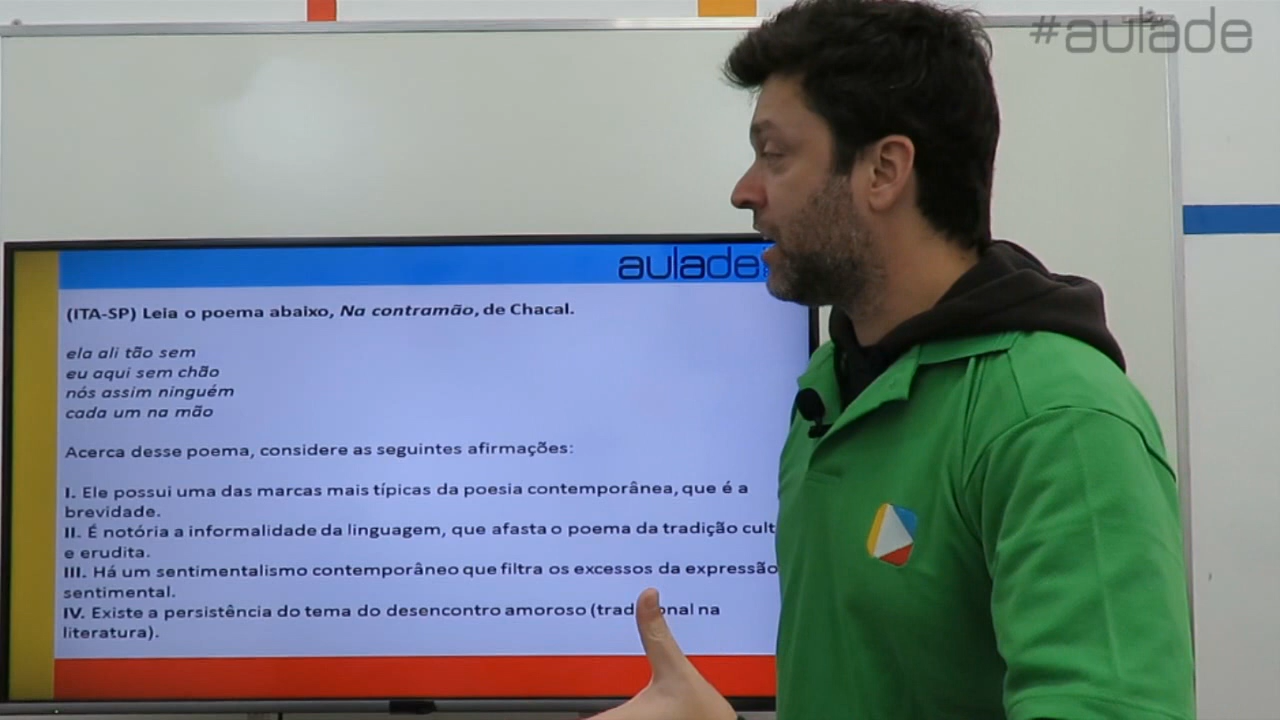 #aulade
aulade
(ITA-SP) Leia o poema abaixo, Na contramão, de Chacal.
ela ali tão sem
eu aqui sem chão
nós assim ninguém
cada um na mão
Acerca desse poema, considere as seguintes afirmações:
I. Ele possui uma das marcas mais típicas da poesia contemporânea, que é a
brevidade.
II. É notória a informalidade da linguagem, que afasta o poema da tradição cult
e erudita.
III. Há um sentimentalismo contemporâneo que filtra os excessos da expressão
sentimental.
IV. Existe a persistência do tema do desencontro amoroso (tradicional na
literatura).